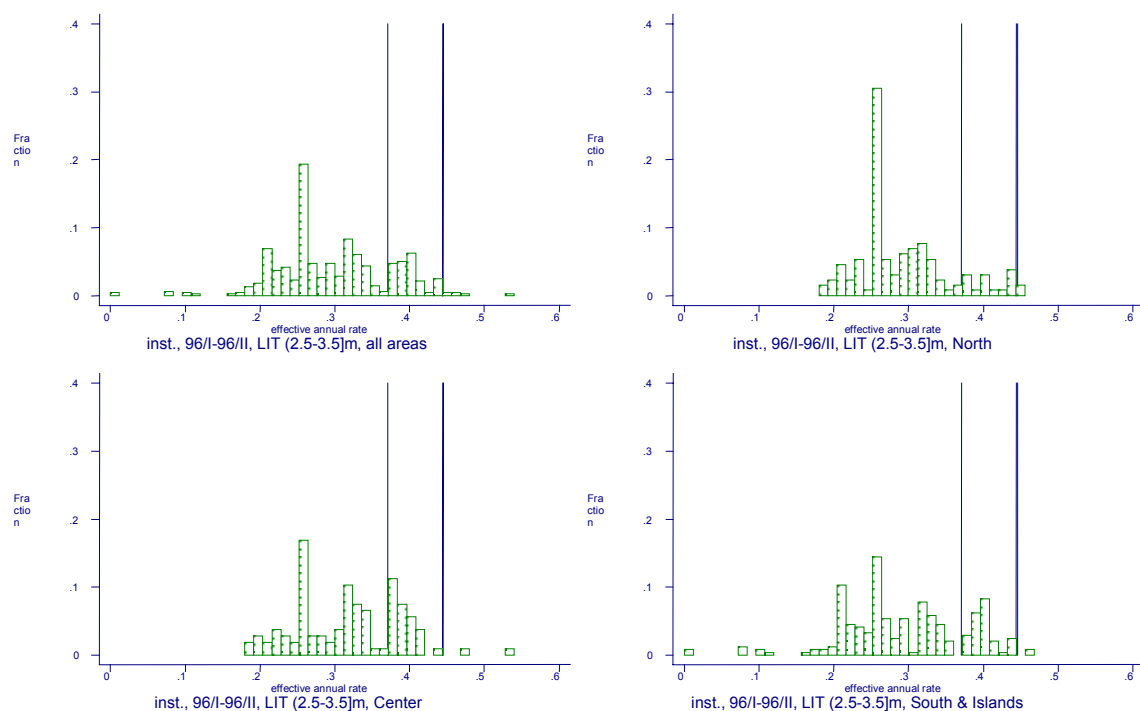 .4
.3
.2
.1
0
Fra
ctio
n
0 .1 .2 .3 .4 .5 .6
effective annual rate
inst., 96/I-96/II, LIT (2.5-3.5]m, all areas
.4
.3
.2
.1
0
Fra
ctio
n
0 .1 .2 .3 .4 .5 .6
effective annual rate
inst., 96/I-96/II, LIT (2.5-3.5]m, North
.4
.3
.2
.1
0
Fra
ctio
n
0 .1 .2 .3 .4 .5 .6
effective annual rate
inst., 96/I-96/II, LIT (2.5-3.5]m, Center
.4
.3
.2
.1
0
Fra
ctio
n
0 .1 .2 .3 .4 .5 .6
effective annual rate
inst., 96/I-96/II, LIT (2.5-3.5]m, South & Islands